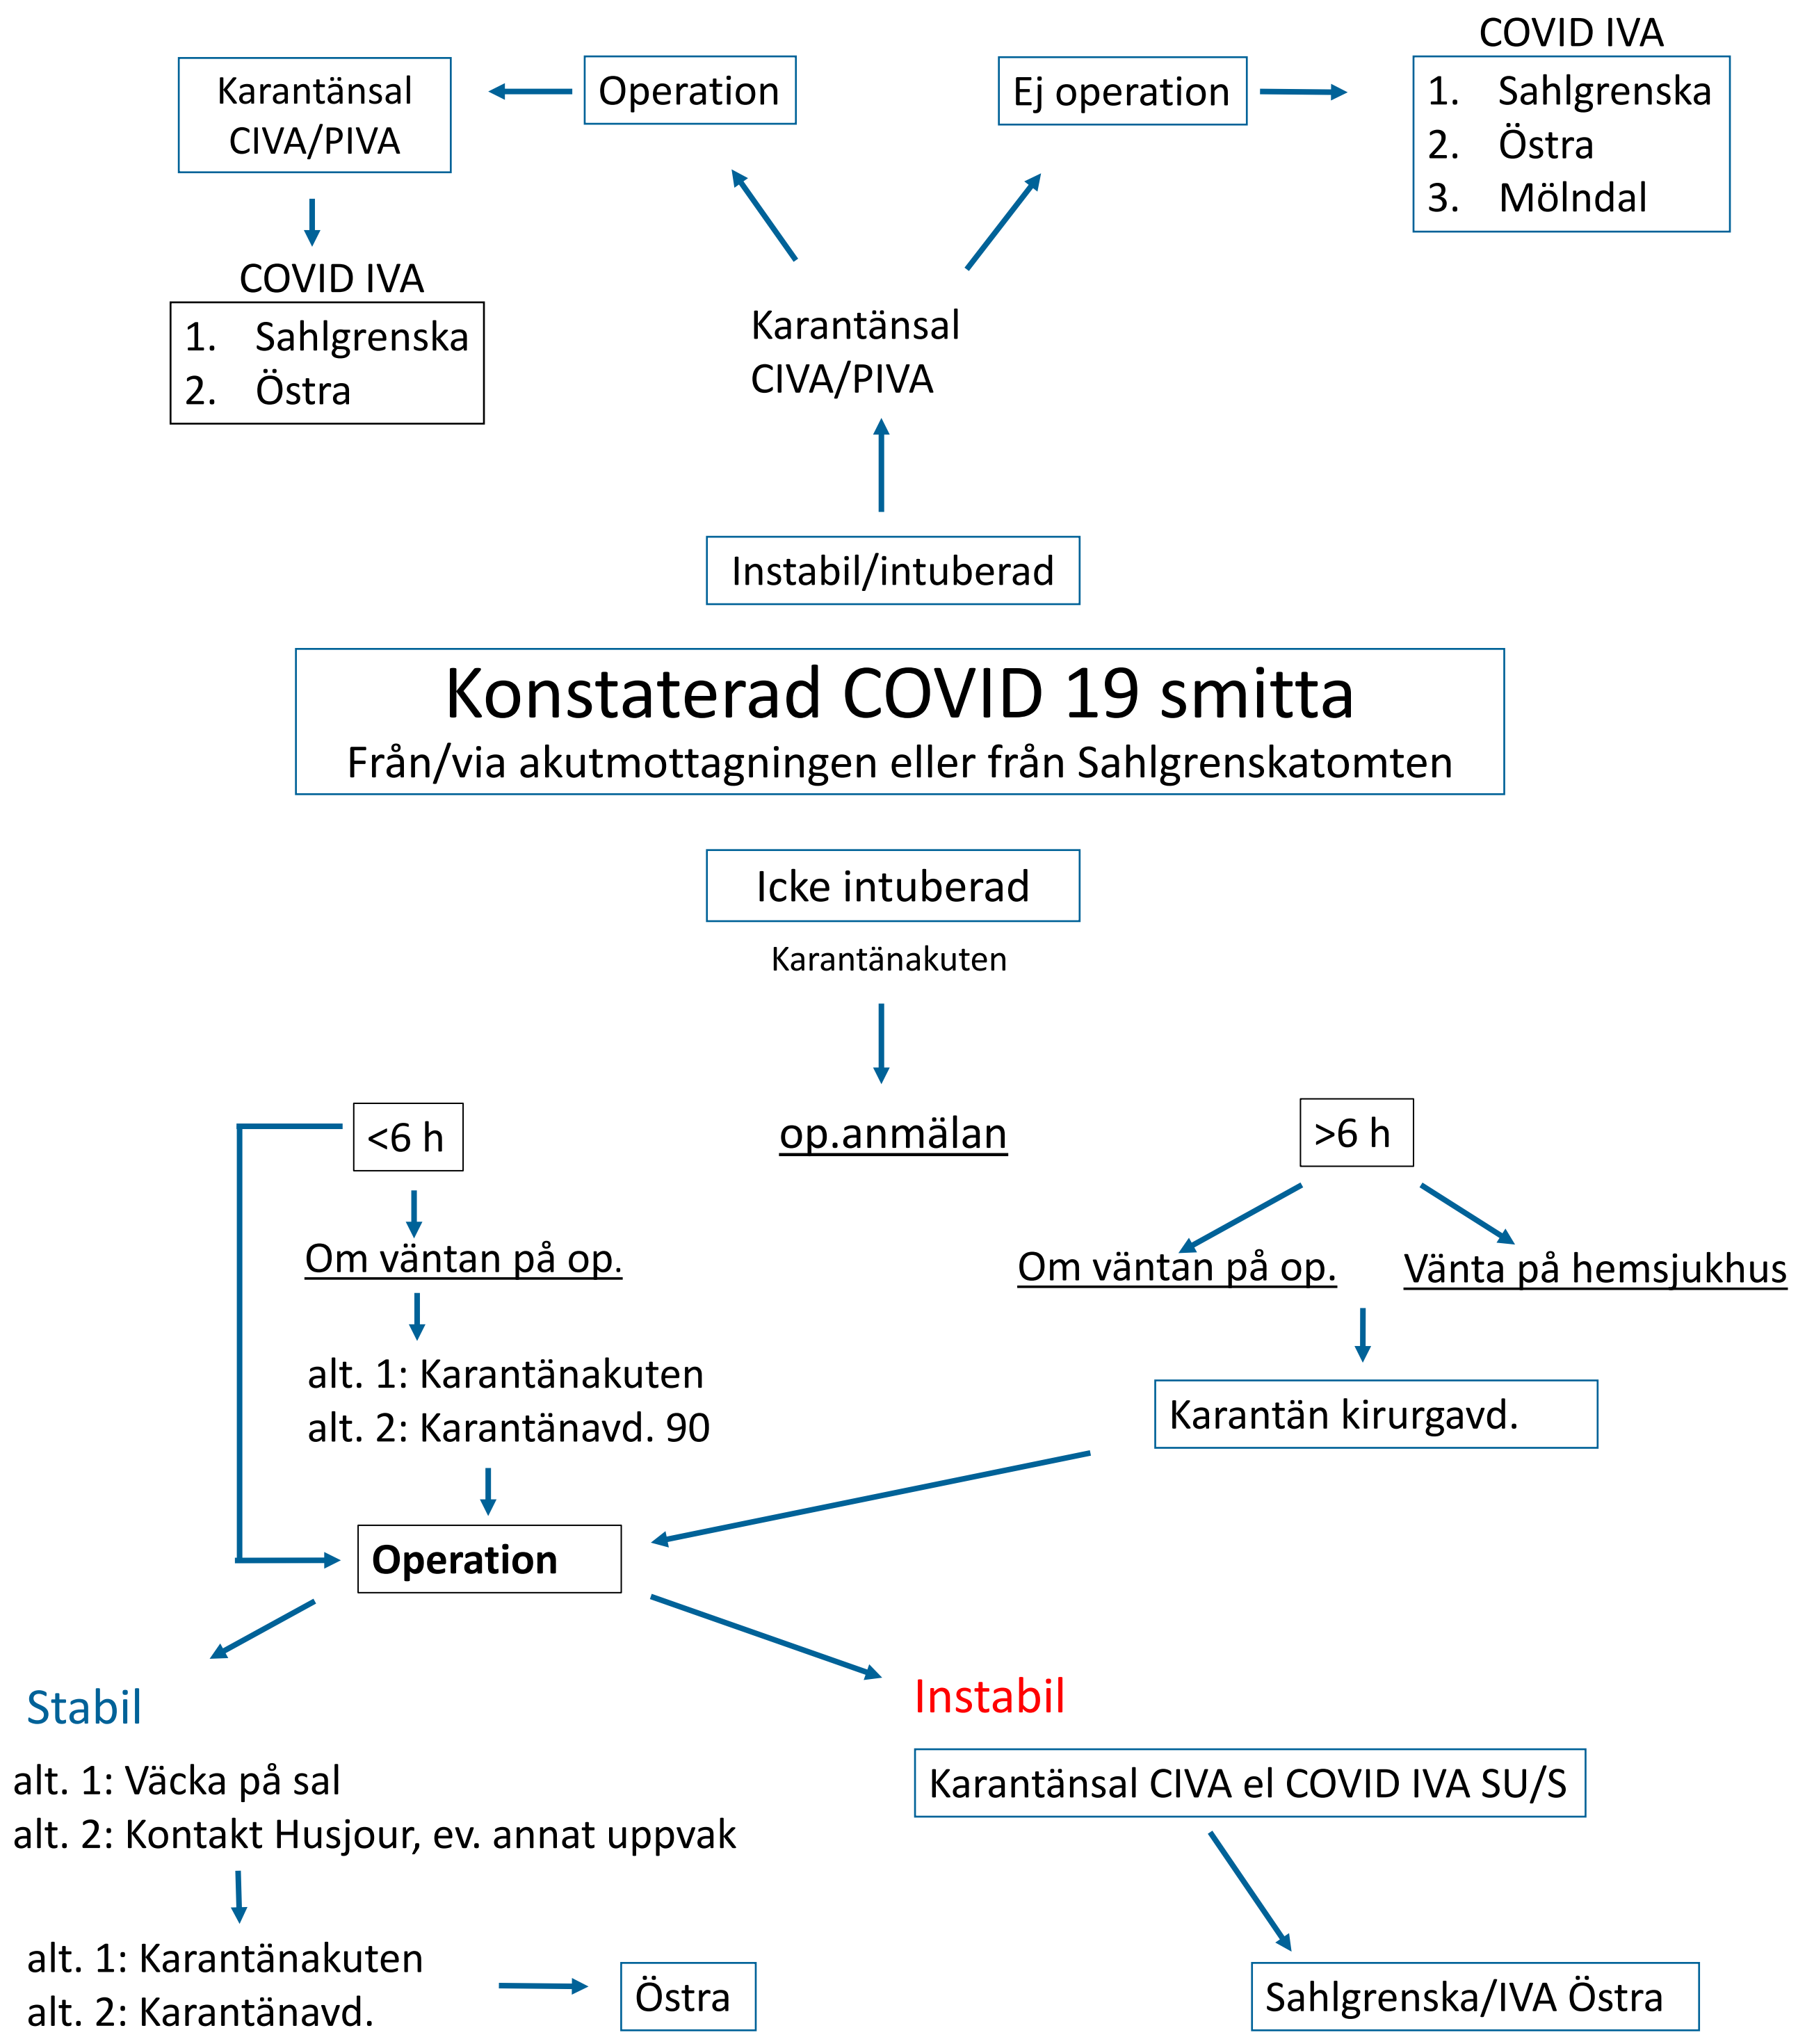 COVID IVA
Karantänsal
CIVA/PIVA
Operation
Ej operation
1. Sahlgrenska
2. Östra
3. Mölndal
COVID IVA
1. Sahlgrenska
2. Östra
Karantänsal
CIVA/PIVA
Instabil/intuberad
Konstaterad COVID 19 smitta
Från/via akutmottagningen eller från Sahlgrenskatomten
Icke intuberad
Karantänakuten
op.anmälan
<6 h
>6 h
Om väntan på op.
Om väntan på op.
Vänta på hemsjukhus
alt. 1: Karantänakuten
alt. 2: Karantänavd. 90
Karantän kirurgavd.
Operation
Stabil
Instabil
alt. 1: Väcka på sal
alt. 2: Kontakt Husjour, ev. annat uppvak
Karantänsal CIVA el COVID IVA SU/S
alt. 1: Karantänakuten
alt. 2: Karantänavd.
Östra
Sahlgrenska/IVA Östra